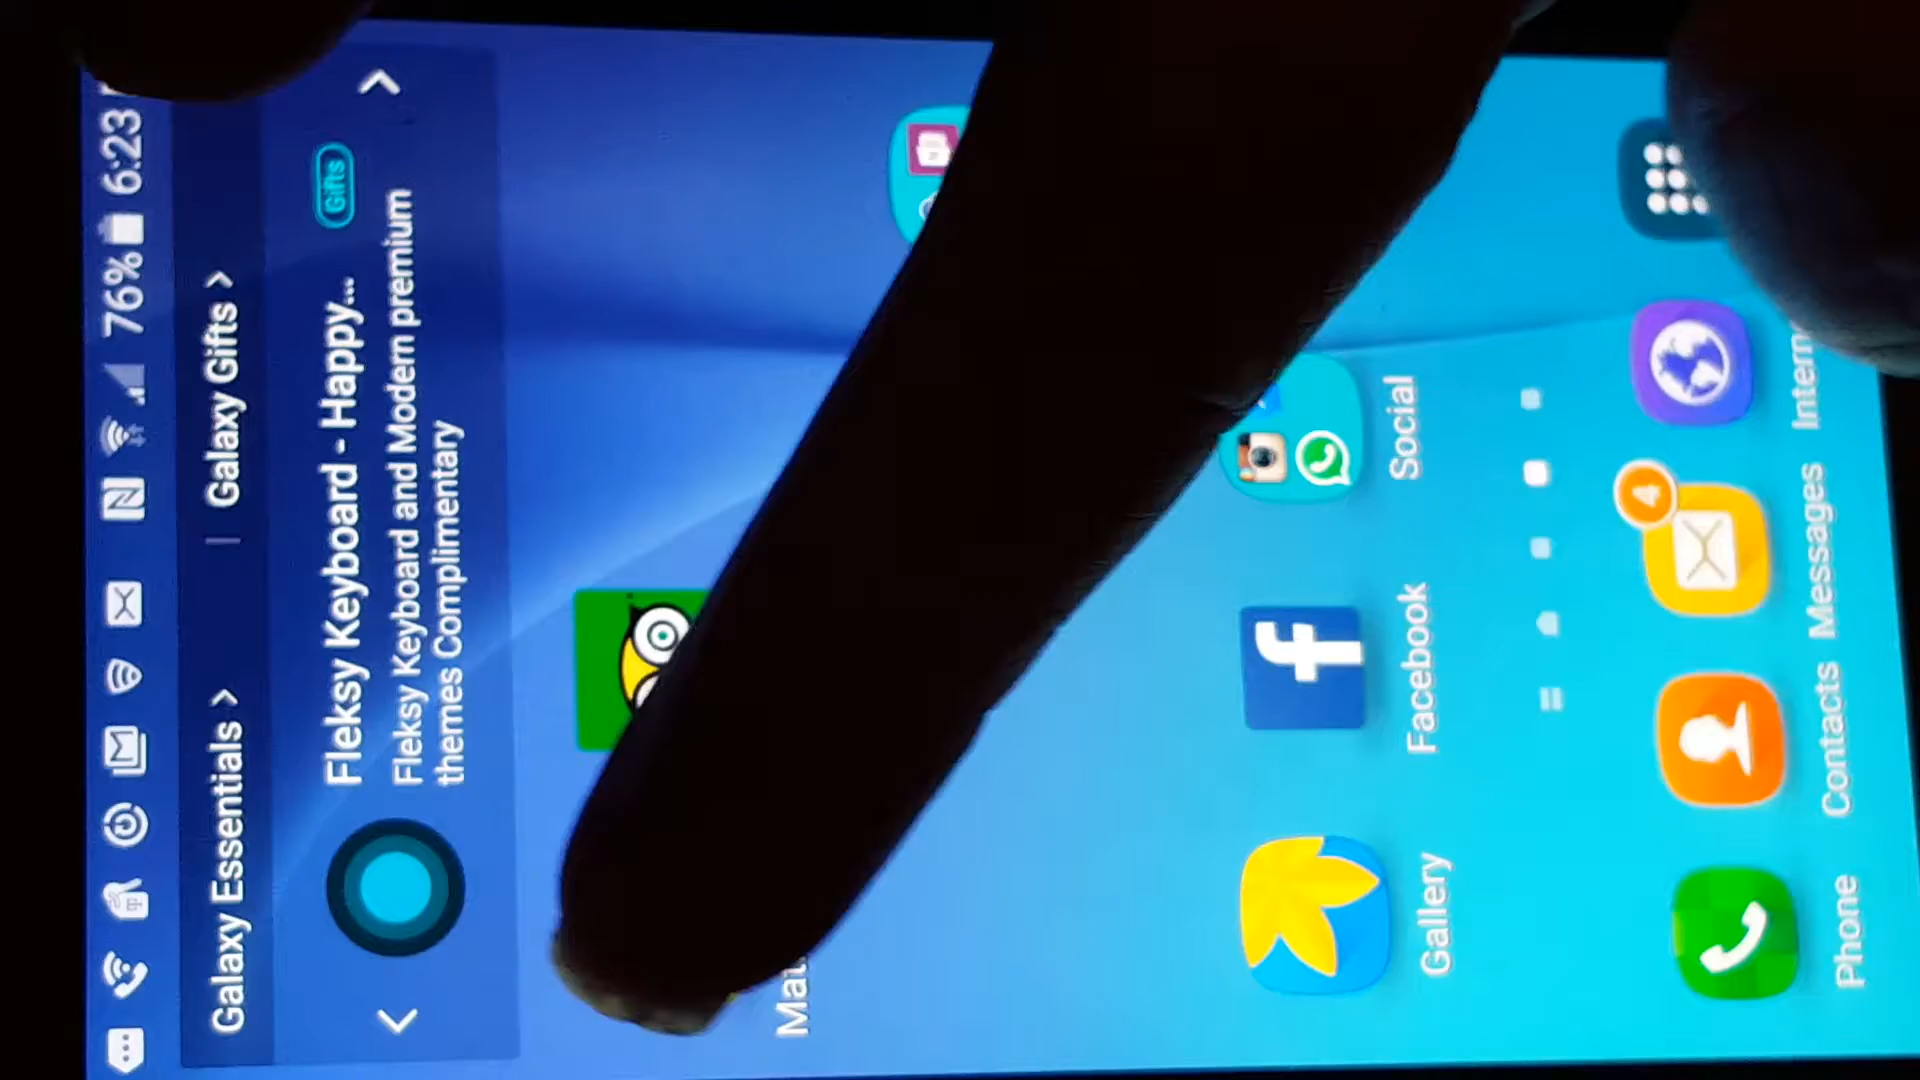 76% 6:23
Galaxy Essentials > | Galaxy Gifts >
Fleksy Keyboard - Happy...
Gifts
Fleksy Keyboard and Modern premium
themes Complimentary
Gallery
Facebook
Social
4
Phone
Contacts
Messages